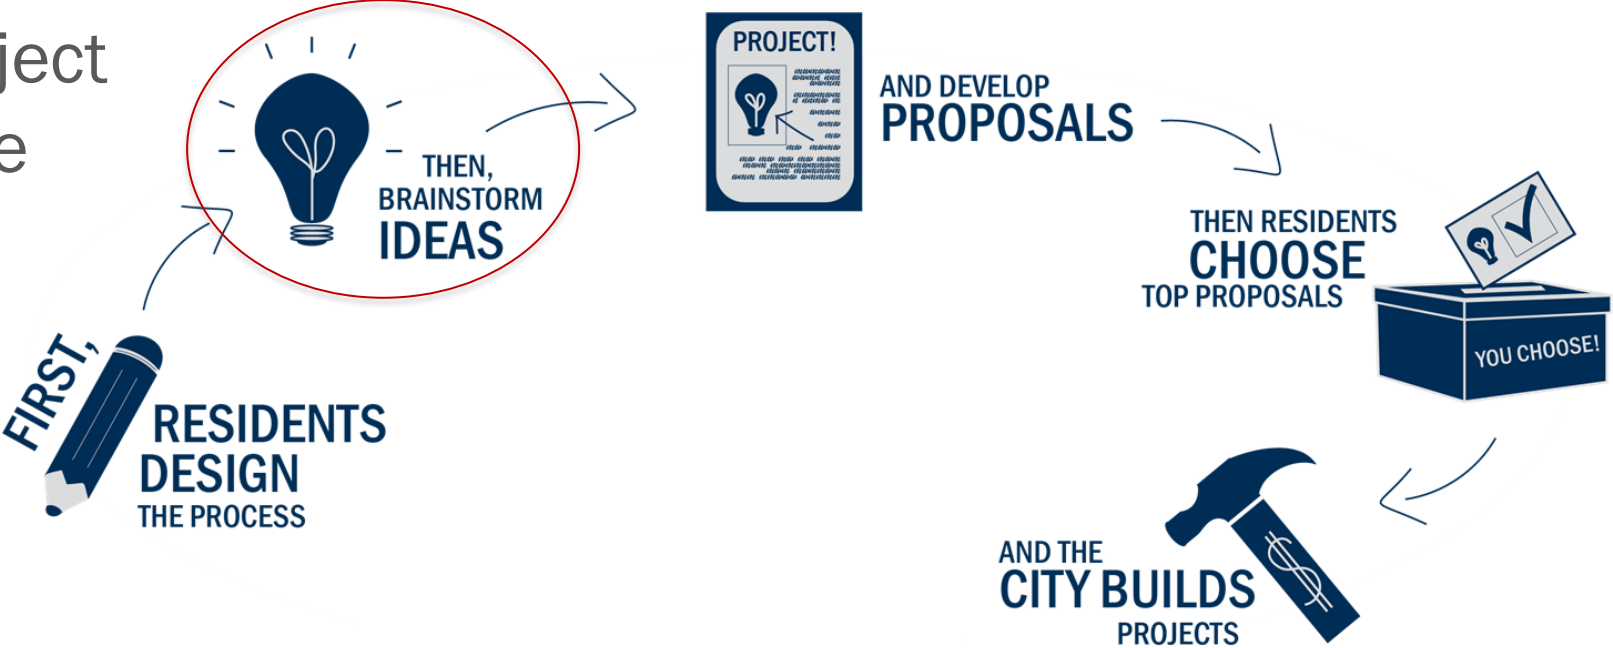 ject
e
FIRST,
RESIDENTS
DESIGN
THE PROCESS
THEN,
BRAINSTORM
IDEAS
PROJECT!
AND DEVELOP
PROPOSALS
THEN RESIDENTS
CHOOSE
TOP PROPOSALS
YOU CHOOSE!
AND THE
CITY BUILDS
PROJECTS
$